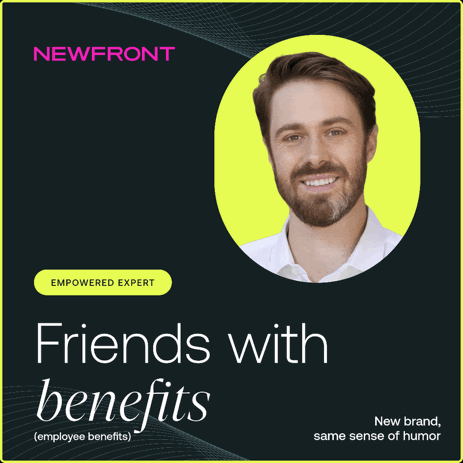 NEWFRONT
EMPOWERED EXPERT
Friends with
benefits
(employee benefits)
New brand,
same sense of humor